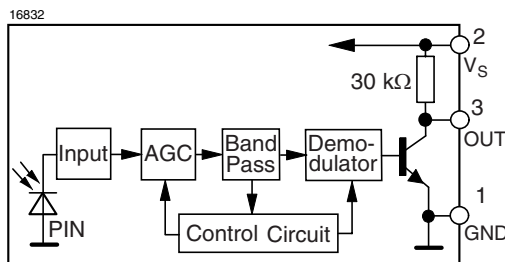 16832
2
V_S
30 kΩ
3
OUT
Input
AGC
Band
Pass
Demo-
dulator
1
GND
PIN
Control Circuit